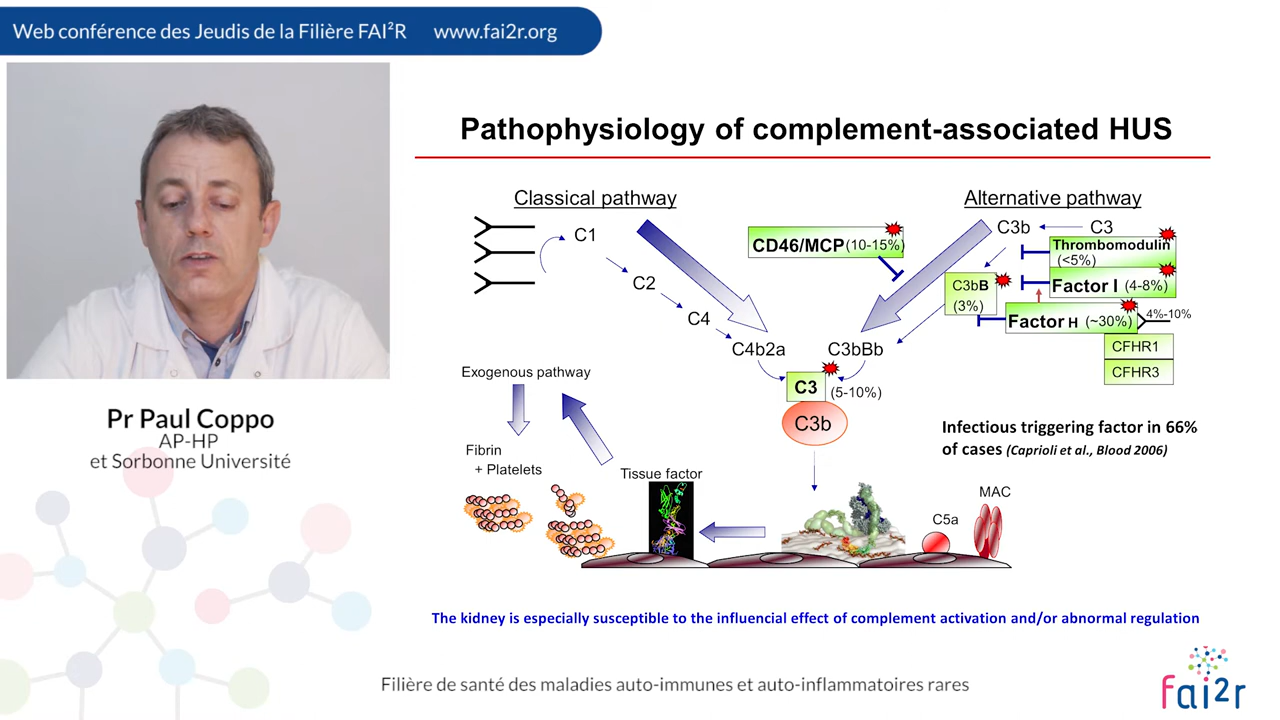 Web conférence des Jeudis de la Filière FAI²R www.fai2r.org
Pathophysiology of complement-associated HUS
Classical pathway
Alternative pathway
C1
C2
C4
C4b2a
CD46/MCP (10-15%)
C3b
C3
Thrombomodulin
(<5%)
Factor I (4-8%)
C3bB
(3%)
Factor H (~30%)
4%-10%
CFHR1
CFHR3
C3bBb
C3
(5-10%)
C3b
Exogenous pathway
Fibrin
+ Platelets
Tissue factor
C5a
MAC
Infectious triggering factor in 66%
of cases (Caprioli et al., Blood 2006)
Pr Paul Coppo
AP-HP
et Sorbonne Université
The kidney is especially susceptible to the influencial effect of complement activation and/or abnormal regulation
Filière de santé des maladies auto-immunes et auto-inflammatoires rares
fai2r